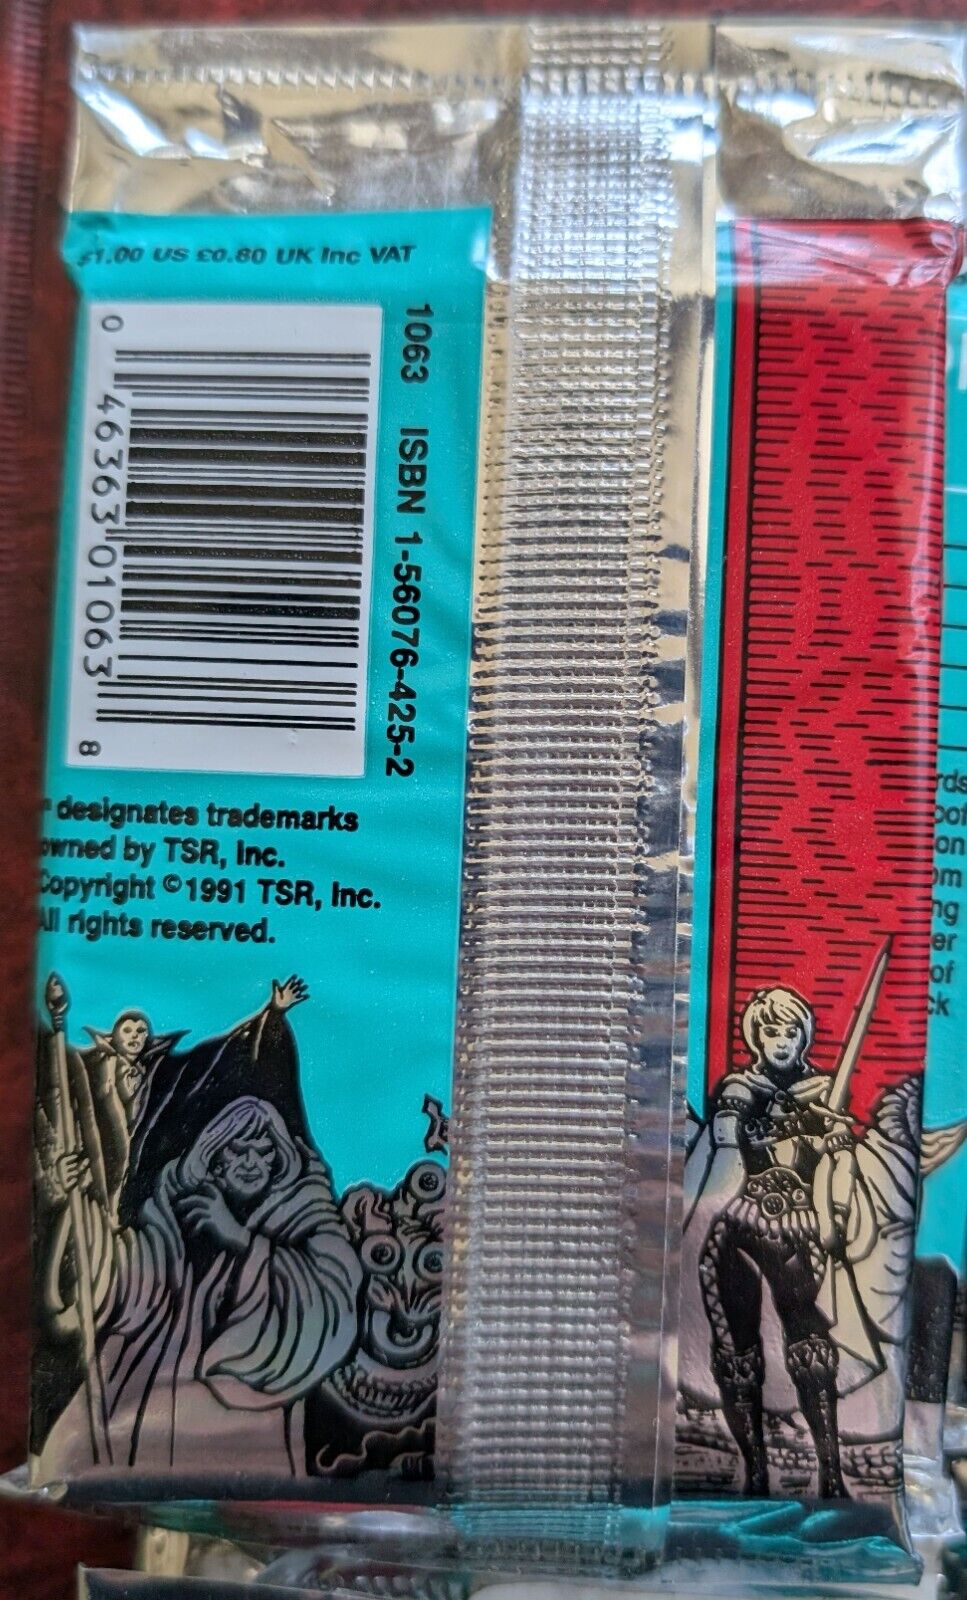 $1.00 US £0.80 UK Inc VAT
1063 ISBN 1-56076-425-2
0 46363 01063 8
designates trademarks
owned by TSR, Inc.
Copyright ©1991 TSR, Inc.
All rights reserved.